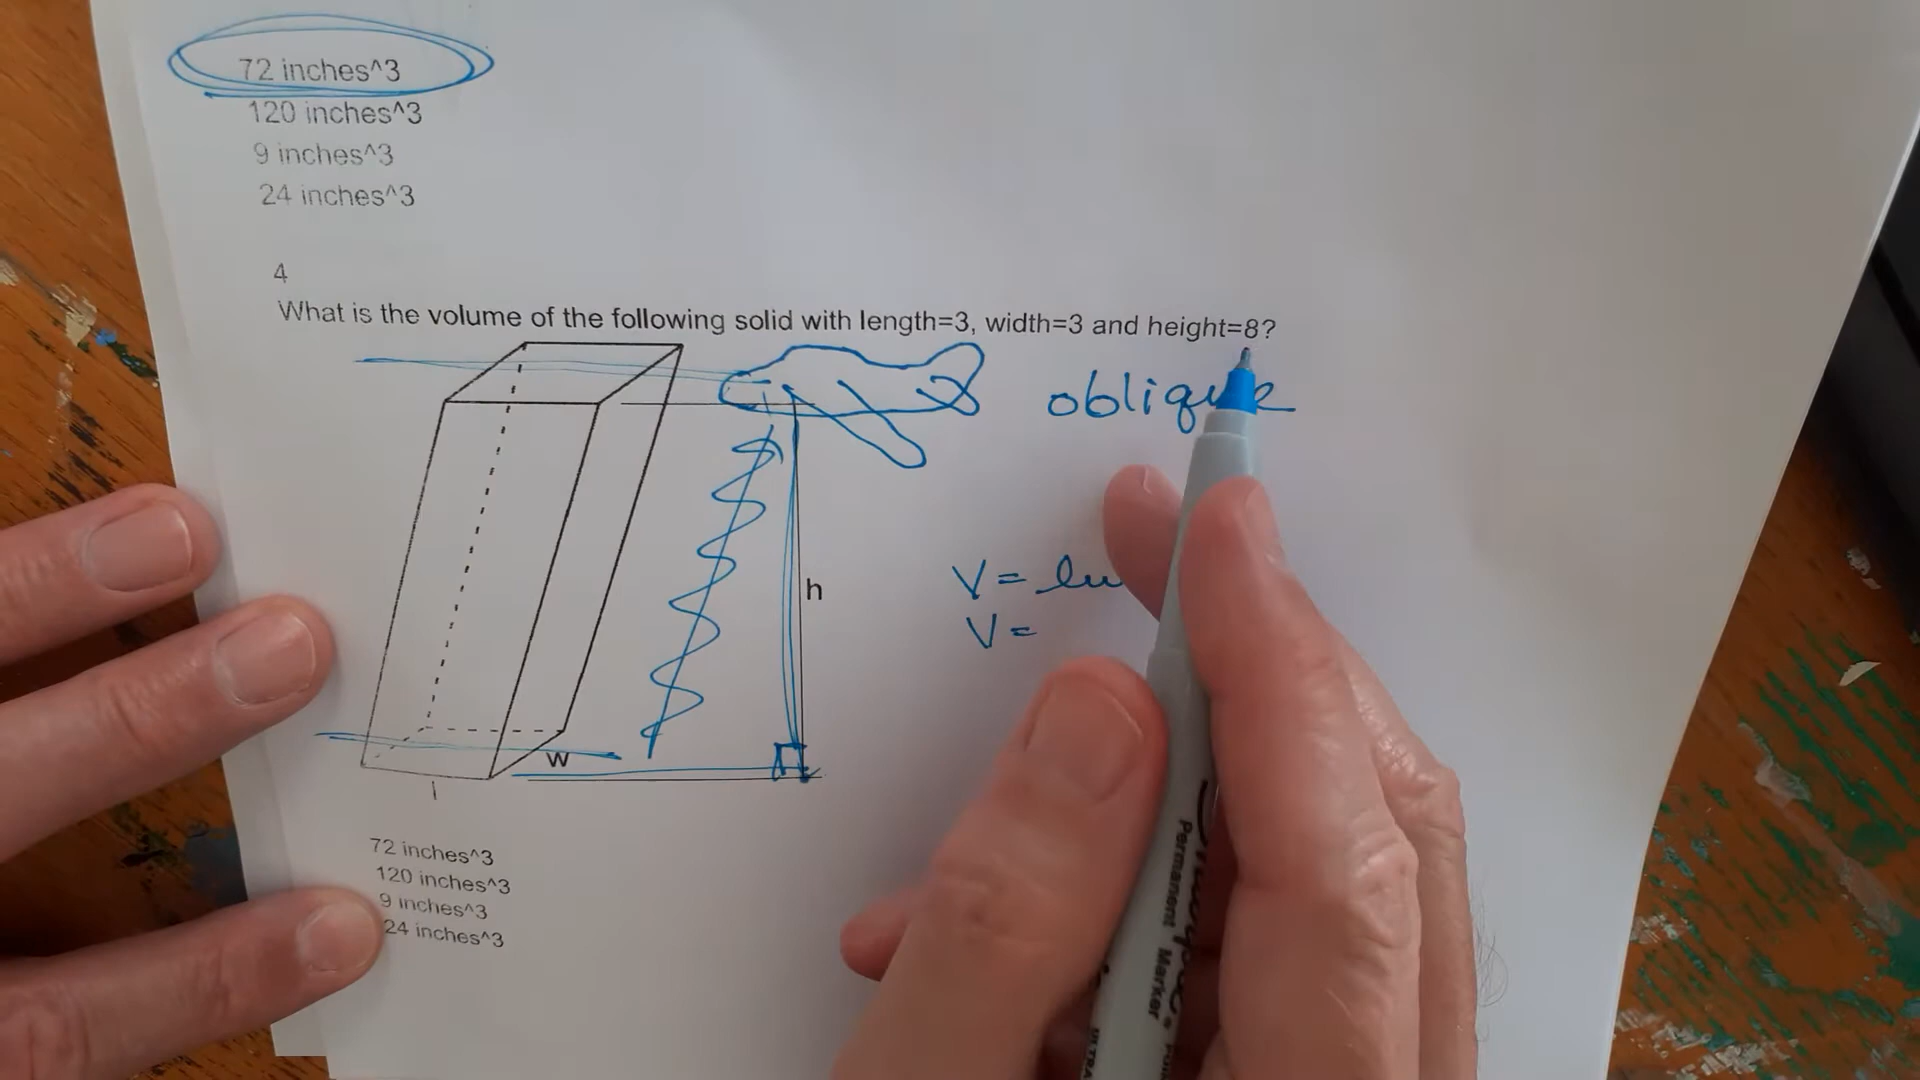 72 inches^3
120 inches^3
9 inches^3
24 inches^3
4
What is the volume of the following solid with length=3, width=3 and height=8?
oblique
h
V = lw
V =
w
l
72 inches^3
120 inches^3
9 inches^3
24 inches^3
Permanent Marker